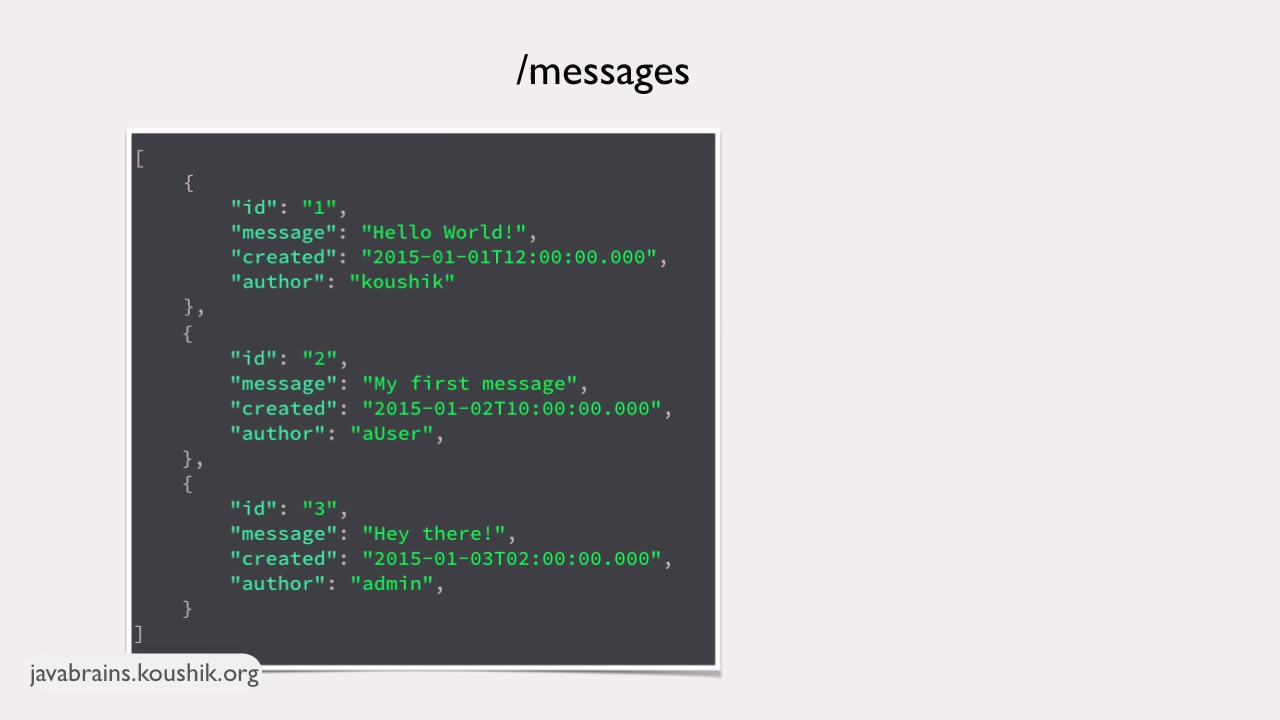 /messages
[
    {
        "id": "1",
        "message": "Hello World!",
        "created": "2015-01-01T12:00:00.000",
        "author": "koushik"
    },
    {
        "id": "2",
        "message": "My first message",
        "created": "2015-01-02T10:00:00.000",
        "author": "aUser",
    },
    {
        "id": "3",
        "message": "Hey there!",
        "created": "2015-01-03T02:00:00.000",
        "author": "admin",
    }
]
javabrains.koushik.org